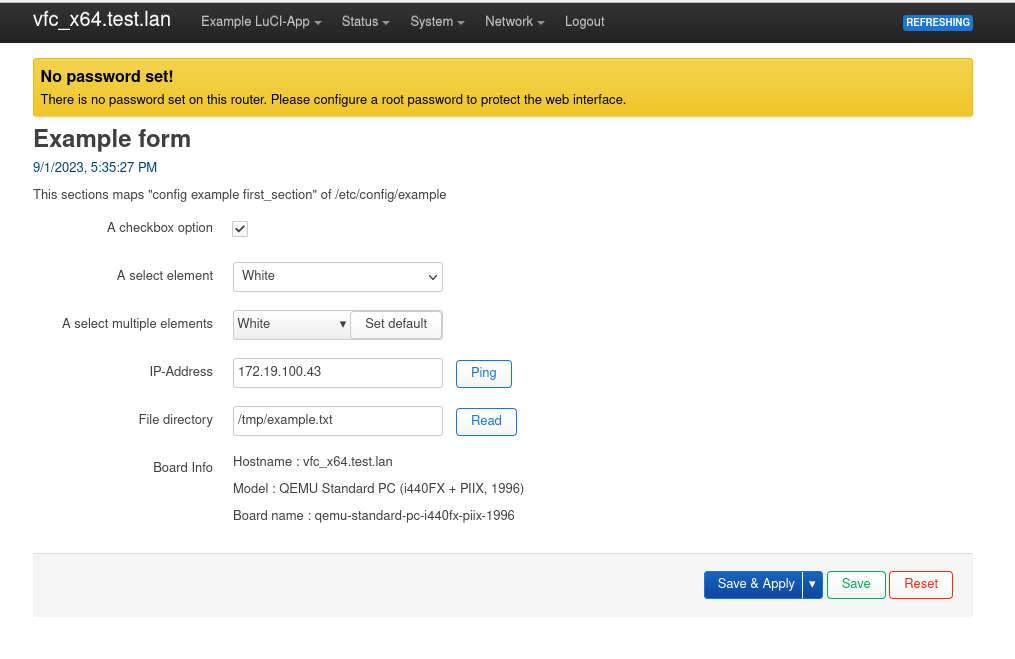 vfc_x64.test.lan Example LuCI-App Status System Network Logout REFRESHING
No password set!
There is no password set on this router. Please configure a root password to protect the web interface.
Example form
9/1/2023, 5:35:27 PM
This sections maps "config example first_section" of /etc/config/example
A checkbox option
A select element White
A select multiple elements White Set default
IP-Address 172.19.100.43 Ping
File directory /tmp/example.txt Read
Board Info Hostname : vfc_x64.test.lan
Model : QEMU Standard PC (i440FX + PIIX, 1996)
Board name : qemu-standard-pc-i440fx-piix-1996
Save & Apply Save Reset